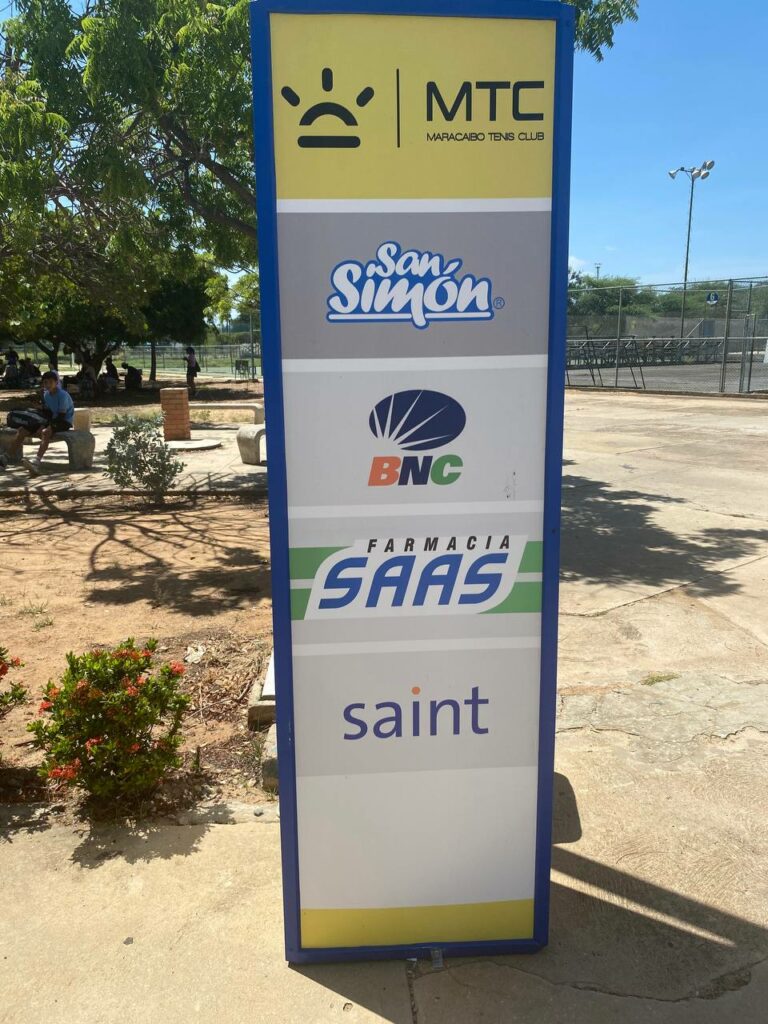 MTC
MARACAIBO TENIS CLUB
San
Simón®
BNC
FARMACIA
SAAS
saint